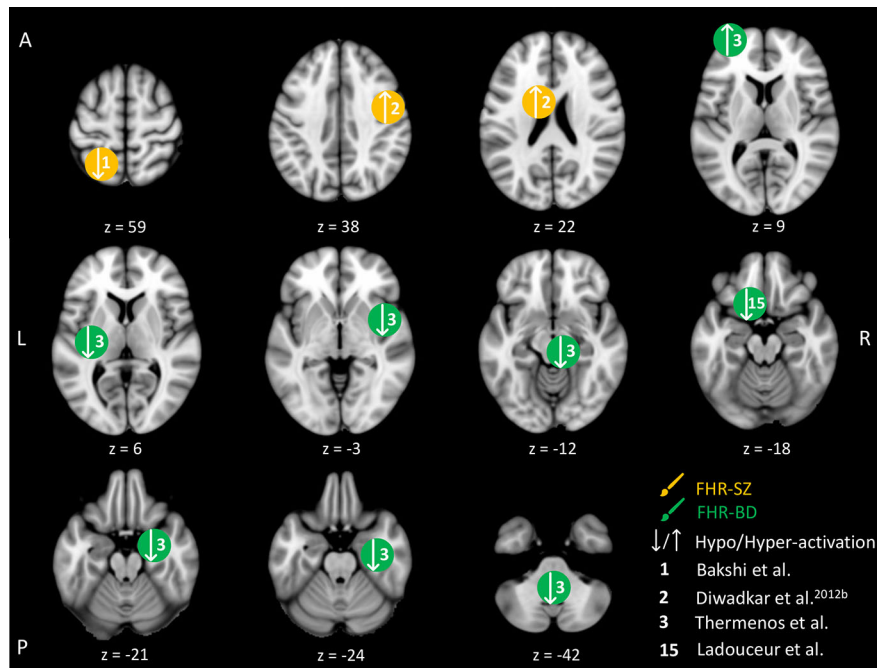 A
3
2
2
1
z = 59
z = 38
z = 22
z = 9
L
R
3
3
3
15
z = 6
z = -3
z = -12
z = -18
3
3
3
FHR-SZ
FHR-BD
↓/↑ Hypo/Hyper-activation
1 Bakshi et al.
2 Diwadkar et al.2012b
3 Thermenos et al.
15 Ladouceur et al.
P
z = -21
z = -24
z = -42